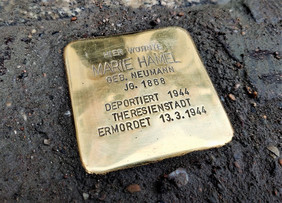 HIER WOHNTE
MARIE HAMEL
GEB. NEUMANN
JG. 1868
DEPORTIERT 1944
THERESIENSTADT
ERMORDET 13.3.1944